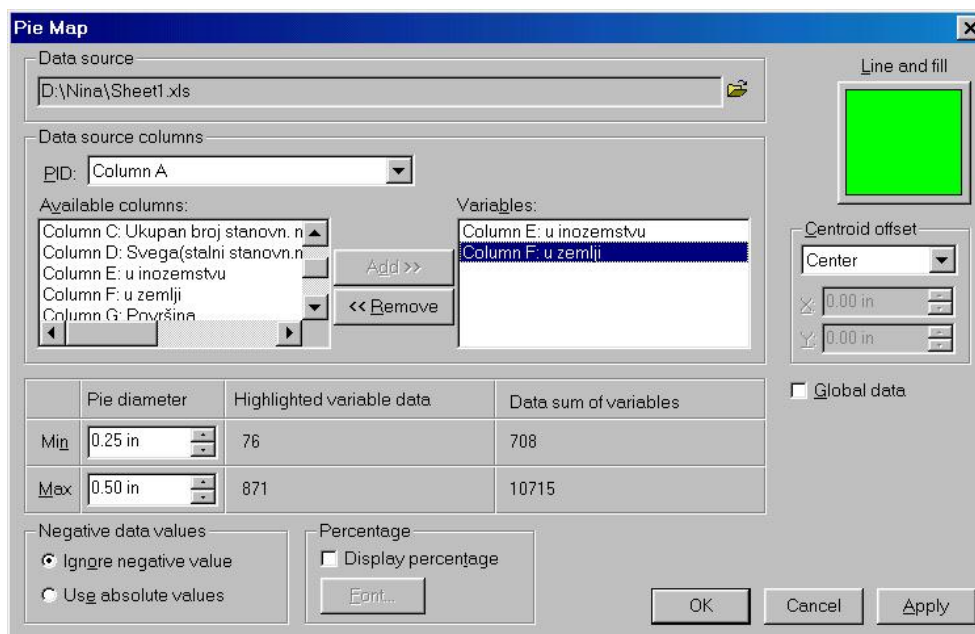 Pie Map
Data source
D:\Nina\Sheet1.xls
Line and fill
Data source columns
PID: Column A
Available columns:
Column C: Ukupan broj stanovn. n
Column D: Svega(stalni stanovn.n
Column E: u inozemstvu
Column F: u zemlji
Column G: Površina
Add >>
<< Remove
Variables:
Column E: u inozemstvu
Column F: u zemlji
Centroid offset
Center
X: 0.00 in
Y: 0.00 in
Global data
Pie diameter Highlighted variable data Data sum of variables
Min 0.25 in 76 708
Max 0.50 in 871 10715
Negative data values
Ignore negative value
Use absolute values
Percentage
Display percentage
Font...
OK Cancel Apply